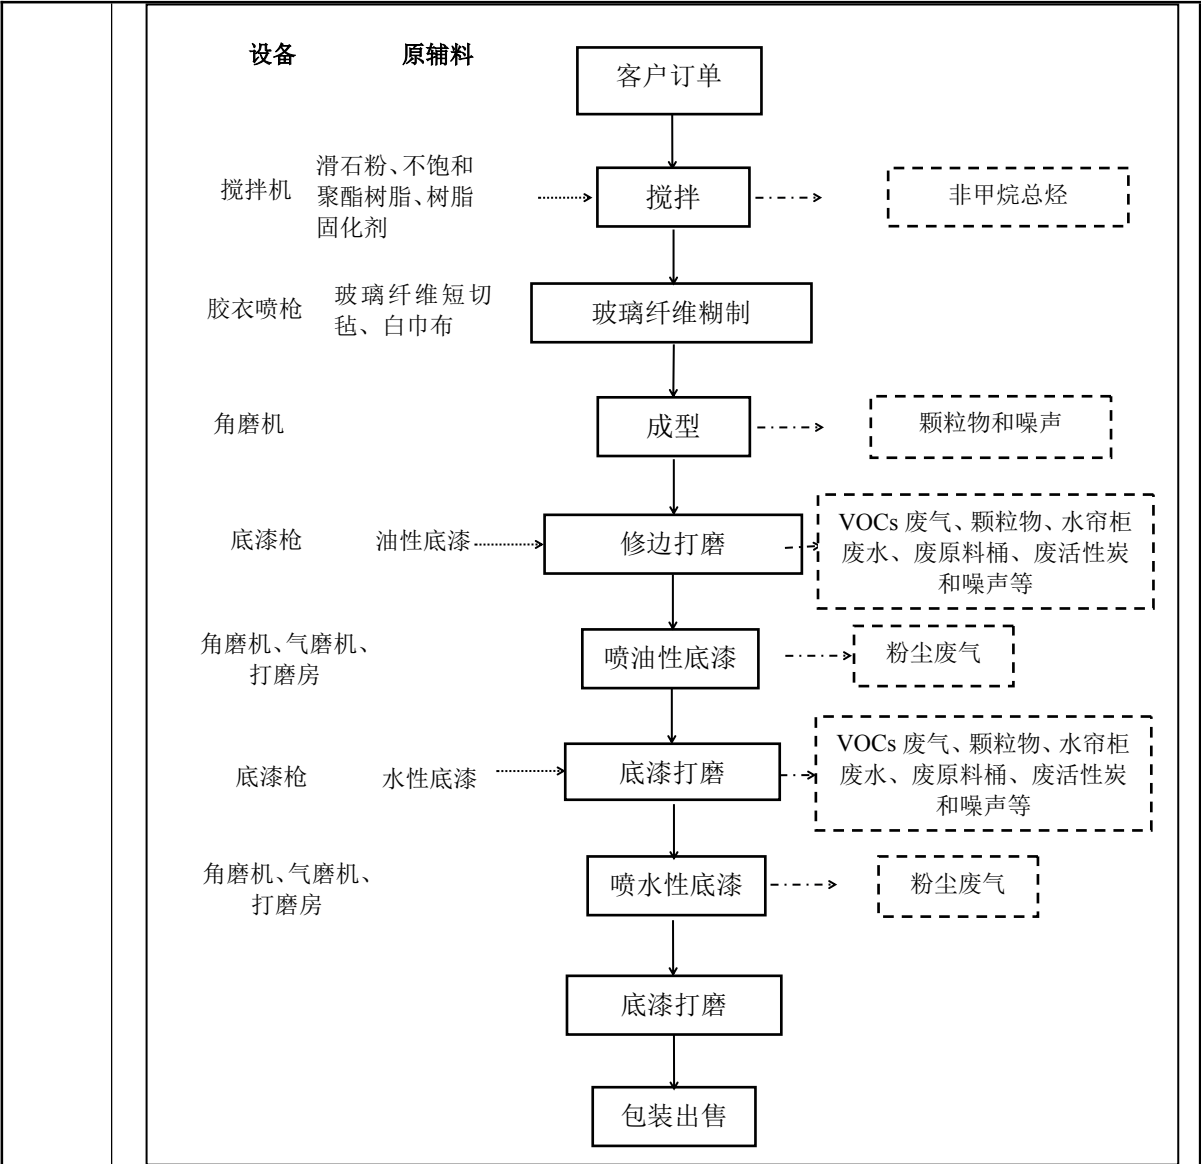 设备 原辅料
客户订单
搅拌机
滑石粉、不饱和
聚酯树脂、树脂
固化剂
搅拌
非甲烷总烃
胶衣喷枪
玻璃纤维短切
毡、白巾布
玻璃纤维糊制
角磨机
成型
颗粒物和噪声
底漆枪
油性底漆
修边打磨
VOCs 废气、颗粒物、水帘柜
废水、废原料桶、废活性炭
和噪声等
角磨机、气磨机、
打磨房
喷油性底漆
粉尘废气
底漆枪
水性底漆
底漆打磨
VOCs 废气、颗粒物、水帘柜
废水、废原料桶、废活性炭
和噪声等
角磨机、气磨机、
打磨房
喷水性底漆
粉尘废气
底漆打磨
包装出售